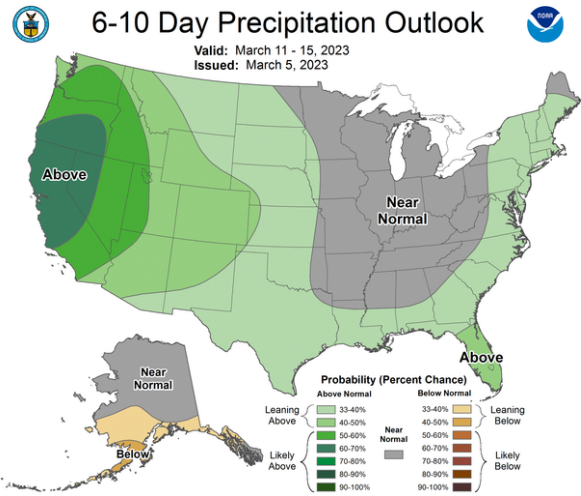 6-10 Day Precipitation Outlook
Valid: March 11 - 15, 2023
Issued: March 5, 2023
NOAA
Above
Near
Normal
Above
Near
Normal
Below
Probability (Percent Chance)
Above Normal
Below Normal
Leaning
Above
33-40%
40-50%
Likely
Above
50-60%
60-70%
70-80%
80-90%
90-100%
Near
Normal
33-40%
40-50%
Leaning
Below
50-60%
60-70%
70-80%
80-90%
90-100%
Likely
Below